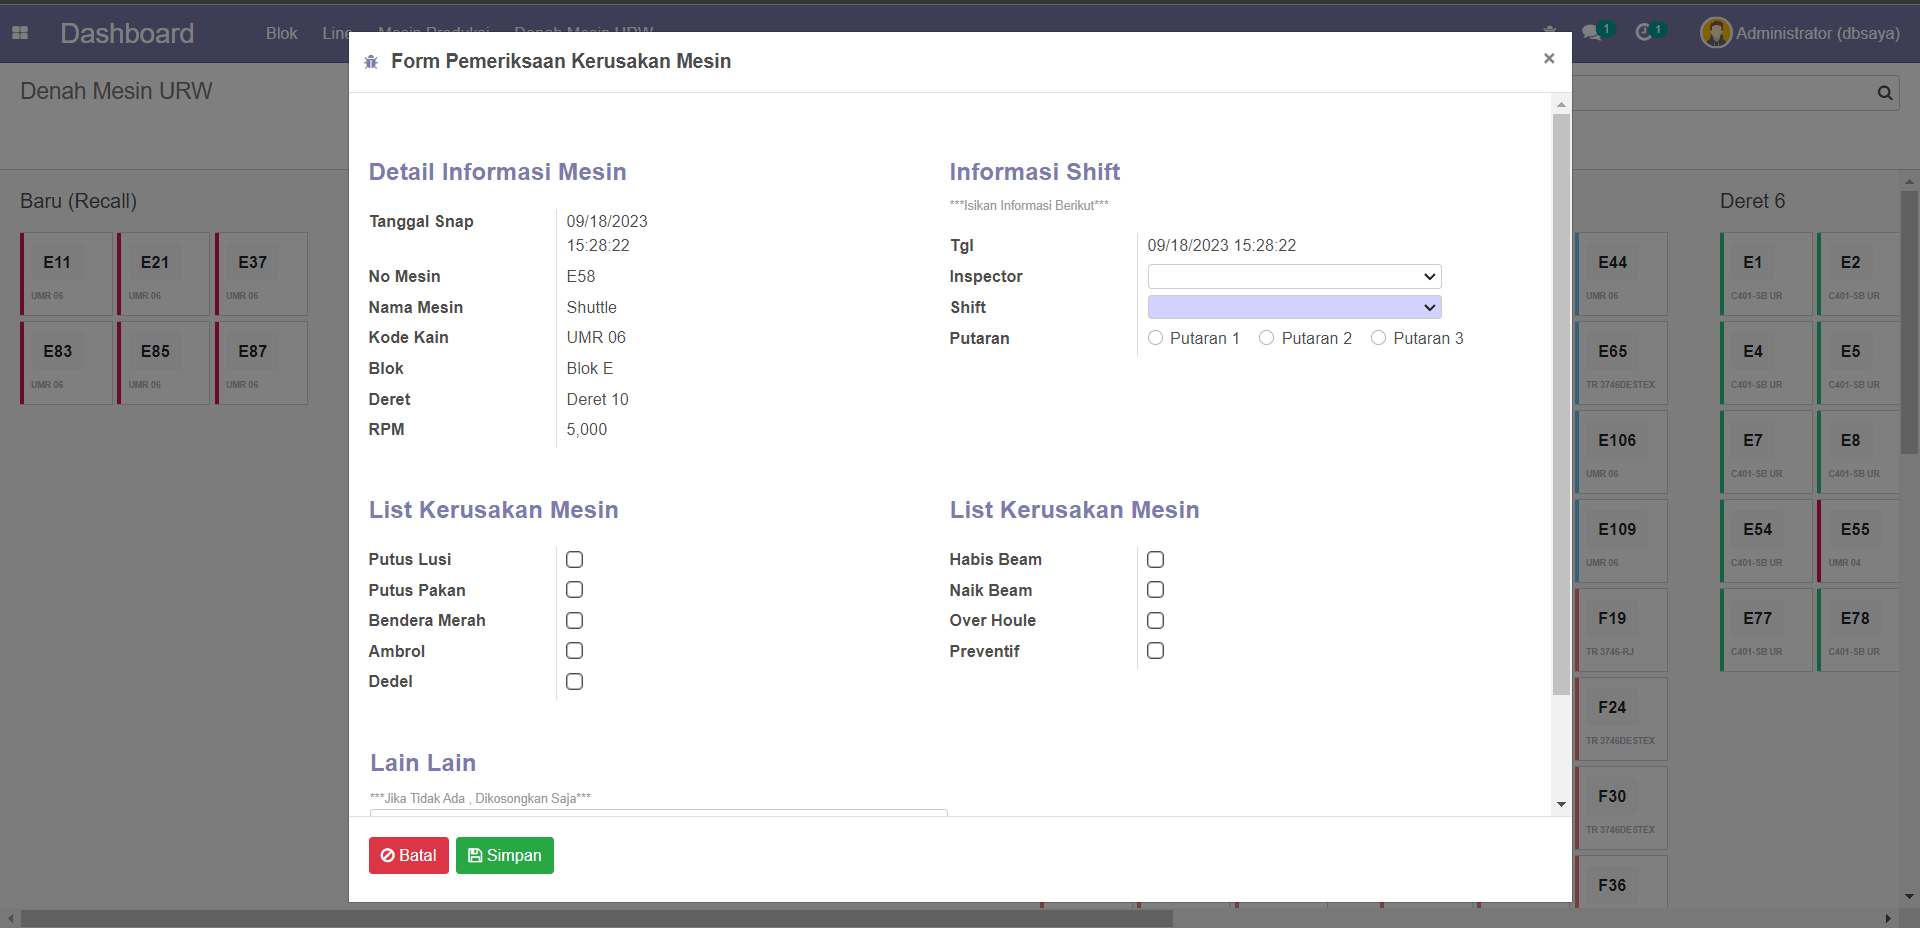 Dashboard
Blok
Line
Mesin Produksi
Denah Mesin URW
1
1
Administrator (dbsaya)
Denah Mesin URW
Form Pemeriksaan Kerusakan Mesin
×
Baru (Recall)
E11
UMR 06
E21
UMR 06
E37
UMR 06
E83
UMR 06
E85
UMR 06
E87
UMR 06
Detail Informasi Mesin
Tanggal Snap
09/18/2023
15:28:22
No Mesin
E58
Nama Mesin
Shuttle
Kode Kain
UMR 06
Blok
Blok E
Deret
Deret 10
RPM
5,000
Informasi Shift
***Isikan Informasi Berikut***
Tgl
09/18/2023 15:28:22
Inspector
Shift
Putaran
Putaran 1
Putaran 2
Putaran 3
List Kerusakan Mesin
Putus Lusi
Putus Pakan
Bendera Merah
Ambrol
Dedel
List Kerusakan Mesin
Habis Beam
Naik Beam
Over Houle
Preventif
Lain Lain
***Jika Tidak Ada , Dikosongkan Saja***
Batal
Simpan
E44
UMR 06
E65
TR 3746DESTEX
E106
UMR 06
E109
UMR 06
F19
TR 3746-RJ
F24
TR 3746DESTEX
F30
TR 3746DESTEX
F36
Deret 6
E1
C401-SB UR
E2
C401-SB UR
E4
C401-SB UR
E5
C401-SB UR
E7
C401-SB UR
E8
C401-SB UR
E54
C401-SB UR
E55
UMR 04
E77
C401-SB UR
E78
C401-SB UR